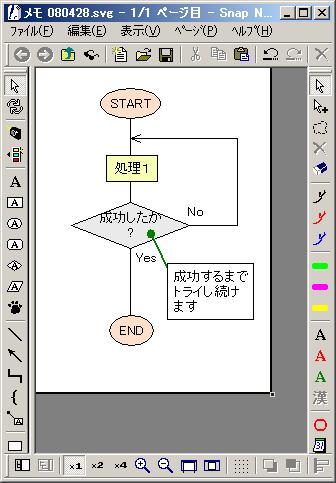 メモ 080428.svg - 1/1 ページ目 - Snap N...
ファイル(F) 編集(E) 表示(V) ページ(P) ヘルプ(H)
START
処理1
成功したか
?
No
Yes
成功するまで
トライし続け
ます
END
A
A
A
A
A
A
A
A
漢
x1 x2 x4